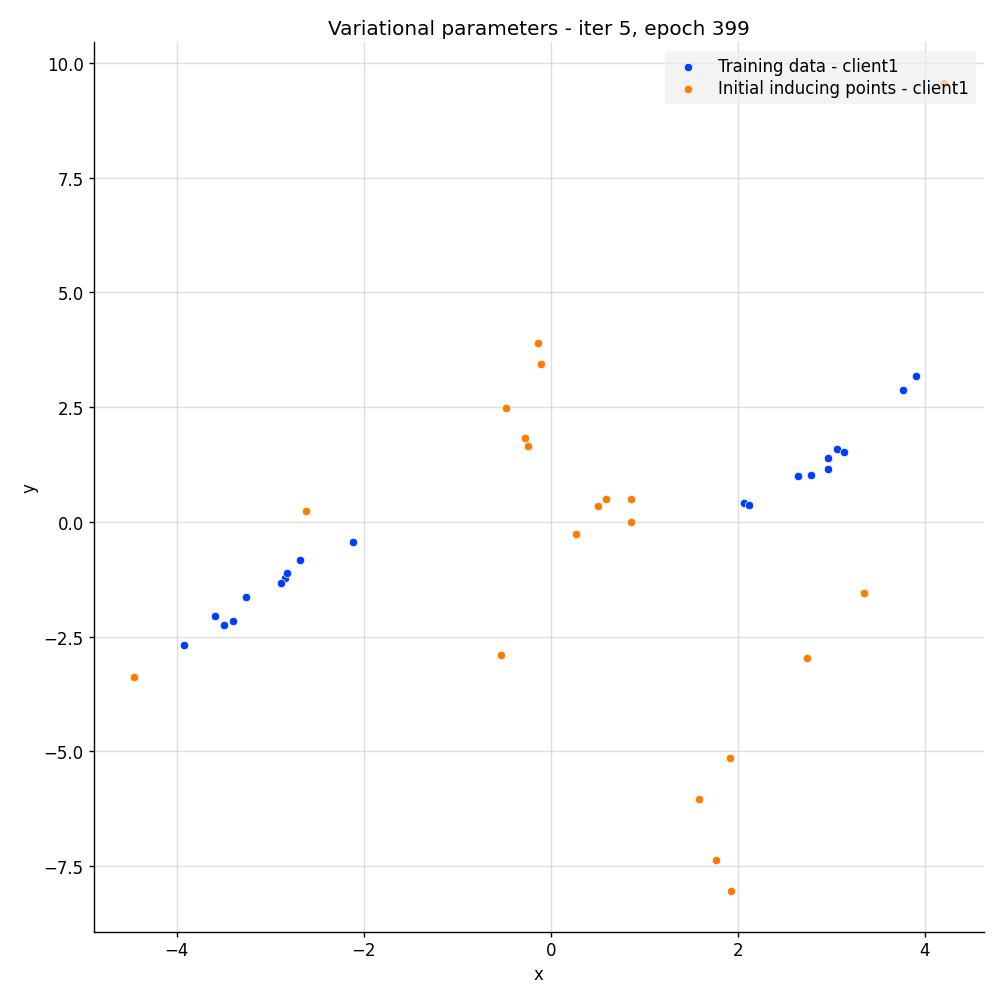 Variational parameters - iter 5, epoch 399
Training data - client1
Initial inducing points - client1
10.0
7.5
5.0
2.5
0.0
−2.5
−5.0
−7.5
y
−4
−2
0
2
4
x